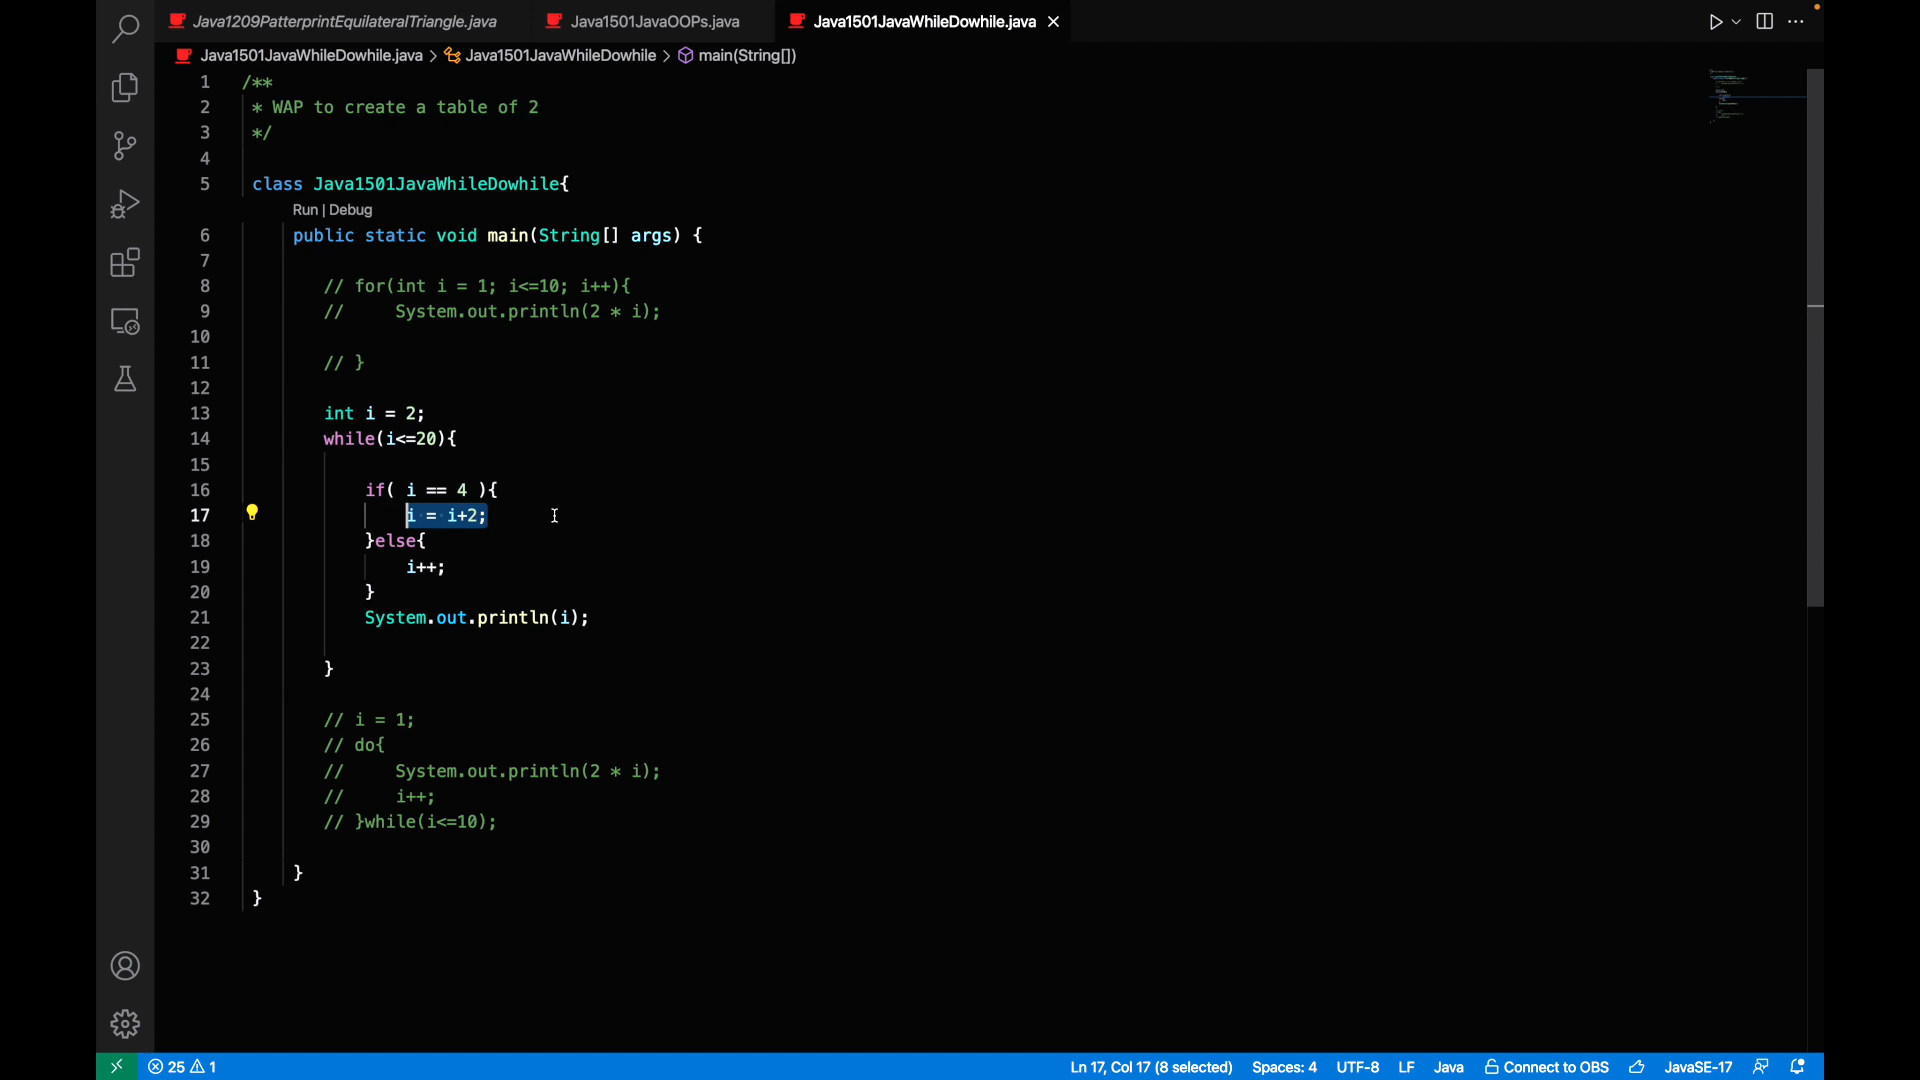 Java1209PatterprintEquilateralTriangle.java Java1501JavaOOPs.java Java1501JavaWhileDowhile.java
Java1501JavaWhileDowhile.java > Java1501JavaWhileDowhile > main(String[])
1 /**
2 * WAP to create a table of 2
3 */
4
5 class Java1501JavaWhileDowhile{
Run | Debug
6 public static void main(String[] args) {
7
8 // for(int i = 1; i<=10; i++){
9 // System.out.println(2 * i);
10
11 // }
12
13 int i = 2;
14 while(i<=20){
15
16 if( i == 4 ){
17 i = i+2;
18 }else{
19 i++;
20 }
21 System.out.println(i);
22
23 }
24
25 // i = 1;
26 // do{
27 // System.out.println(2 * i);
28 // i++;
29 // }while(i<=10);
30
31 }
32 }
25 1 Ln 17, Col 17 (8 selected) Spaces: 4 UTF-8 LF Java Connect to OBS JavaSE-17